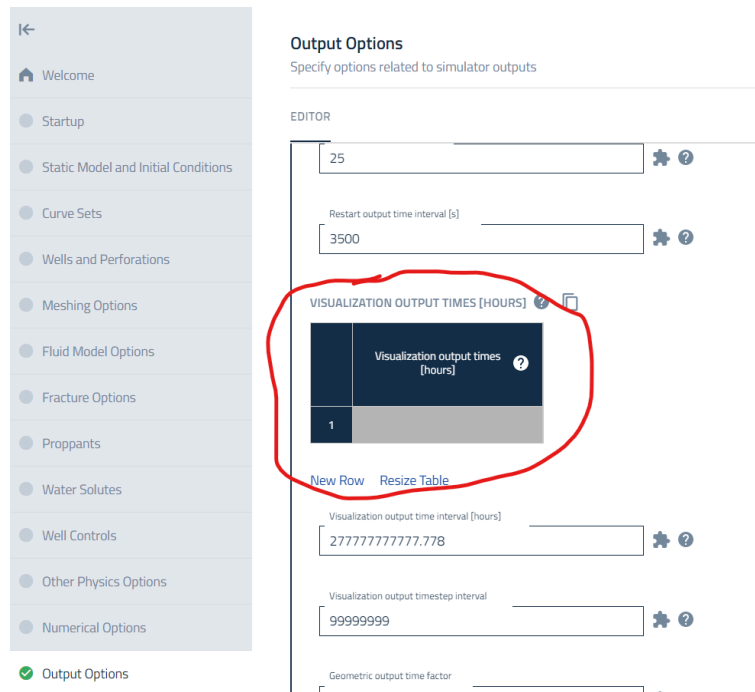 Output Options
Specify options related to simulator outputs
Welcome
Startup
Static Model and Initial Conditions
Curve Sets
Wells and Perforations
Meshing Options
Fluid Model Options
Fracture Options
Proppants
Water Solutes
Well Controls
Other Physics Options
Numerical Options
Output Options
EDITOR
25
Restart output time interval [s]
3500
VISUALIZATION OUTPUT TIMES [HOURS]
Visualization output times
[hours]
1
New Row Resize Table
Visualization output time interval [hours]
277777777777.778
Visualization output timestep interval
99999999
Geometric output time factor